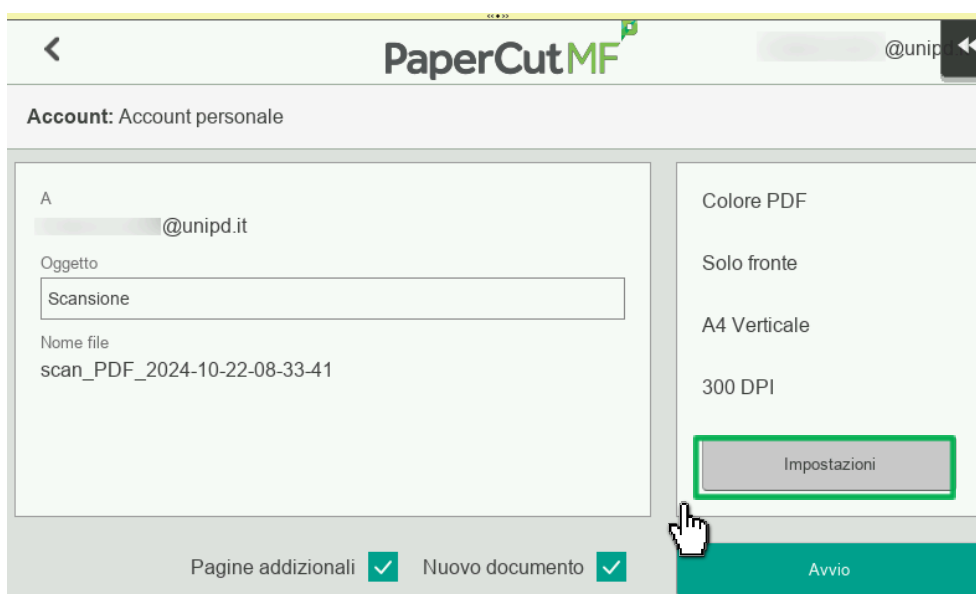 PaperCutMF
@unip
Account: Account personale
A
@unipd.it
Oggetto
Scansione
Nome file
scan_PDF_2024-10-22-08-33-41
Colore PDF
Solo fronte
A4 Verticale
300 DPI
Impostazioni
Pagine addizionali
Nuovo documento
Avvio